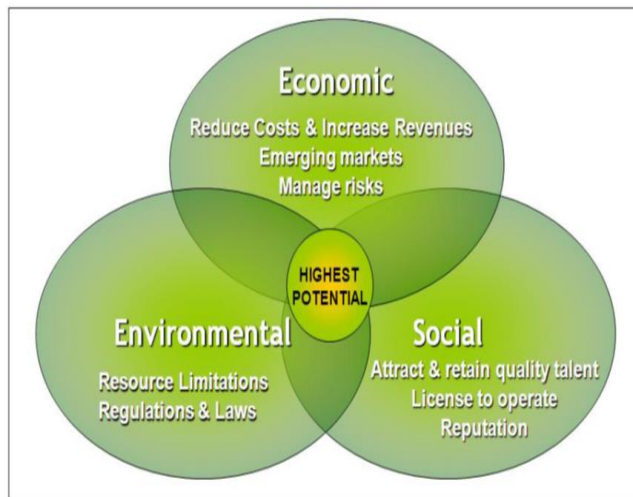 Economic
Reduce Costs & Increase Revenues
Emerging markets
Manage risks
HIGHEST
POTENTIAL
Environmental
Resource Limitations
Regulations & Laws
Social
Attract & retain quality talent
License to operate
Reputation